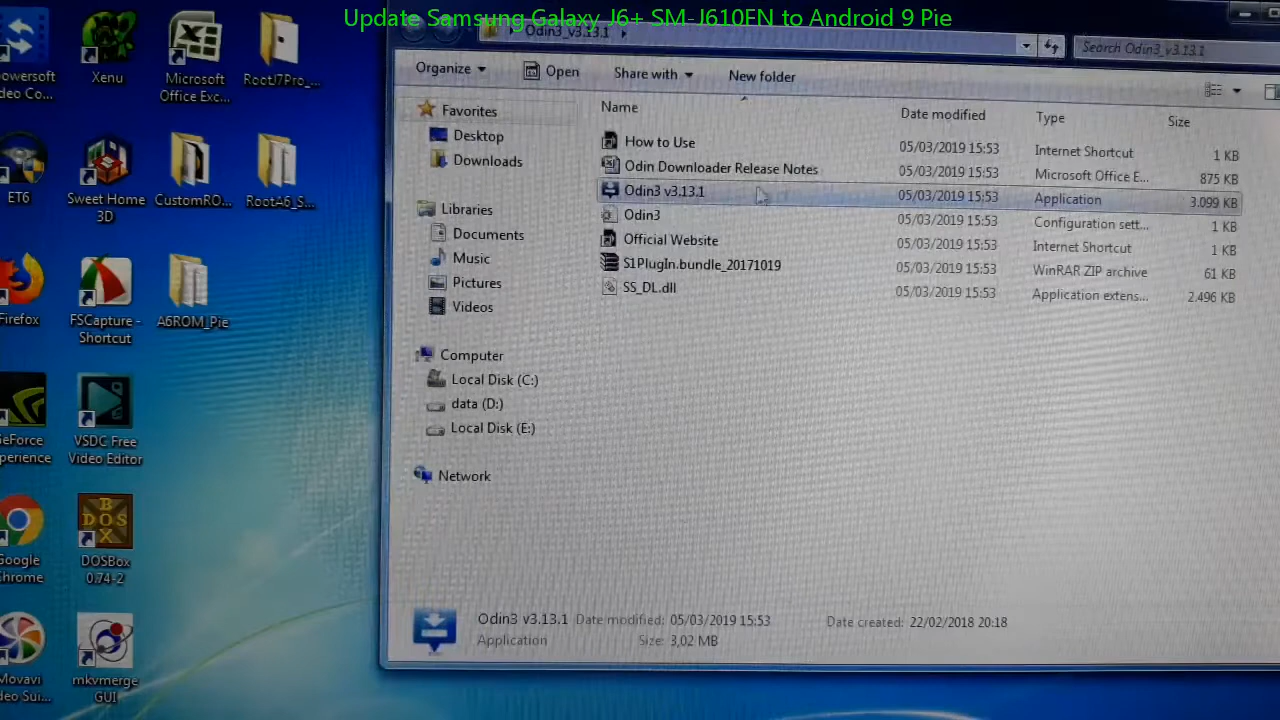 Update Samsung Galaxy J6+ SM-J610FN to Android 9 Pie
Odin3_v3.13.1
Search Odin3_v3.13.1
Organize
Open
Share with
New folder
Favorites
Desktop
Downloads
Libraries
Documents
Music
Pictures
Videos
Computer
Local Disk (C:)
data (D:)
Local Disk (E:)
Network
Name Date modified Type Size
How to Use 05/03/2019 15:53 Internet Shortcut 1 KB
Odin Downloader Release Notes 05/03/2019 15:53 Microsoft Office E... 875 KB
Odin3 v3.13.1 05/03/2019 15:53 Application 3.099 KB
Odin3 05/03/2019 15:53 Configuration sett... 1 KB
Official Website 05/03/2019 15:53 Internet Shortcut 1 KB
S1PlugIn.bundle_20171019 05/03/2019 15:53 WinRAR ZIP archive 61 KB
SS_DL.dll 05/03/2019 15:53 Application extens... 2.496 KB
Odin3 v3.13.1 Date modified: 05/03/2019 15:53 Date created: 22/02/2018 20:18
Application Size: 3,02 MB
owersoft
deo Co...
Xenu
Microsoft
Office Exc...
RootJ7Pro_...
ET6
Sweet Home
3D
CustomRO...
RootA6_S...
Firefox
FSCapture -
Shortcut
A6ROM_Pie
eForce
perience
VSDC Free
Video Editor
Google
hrome
DOSBox
0.74-2
Movavi
deo Sui...
mkvmerge
GUI